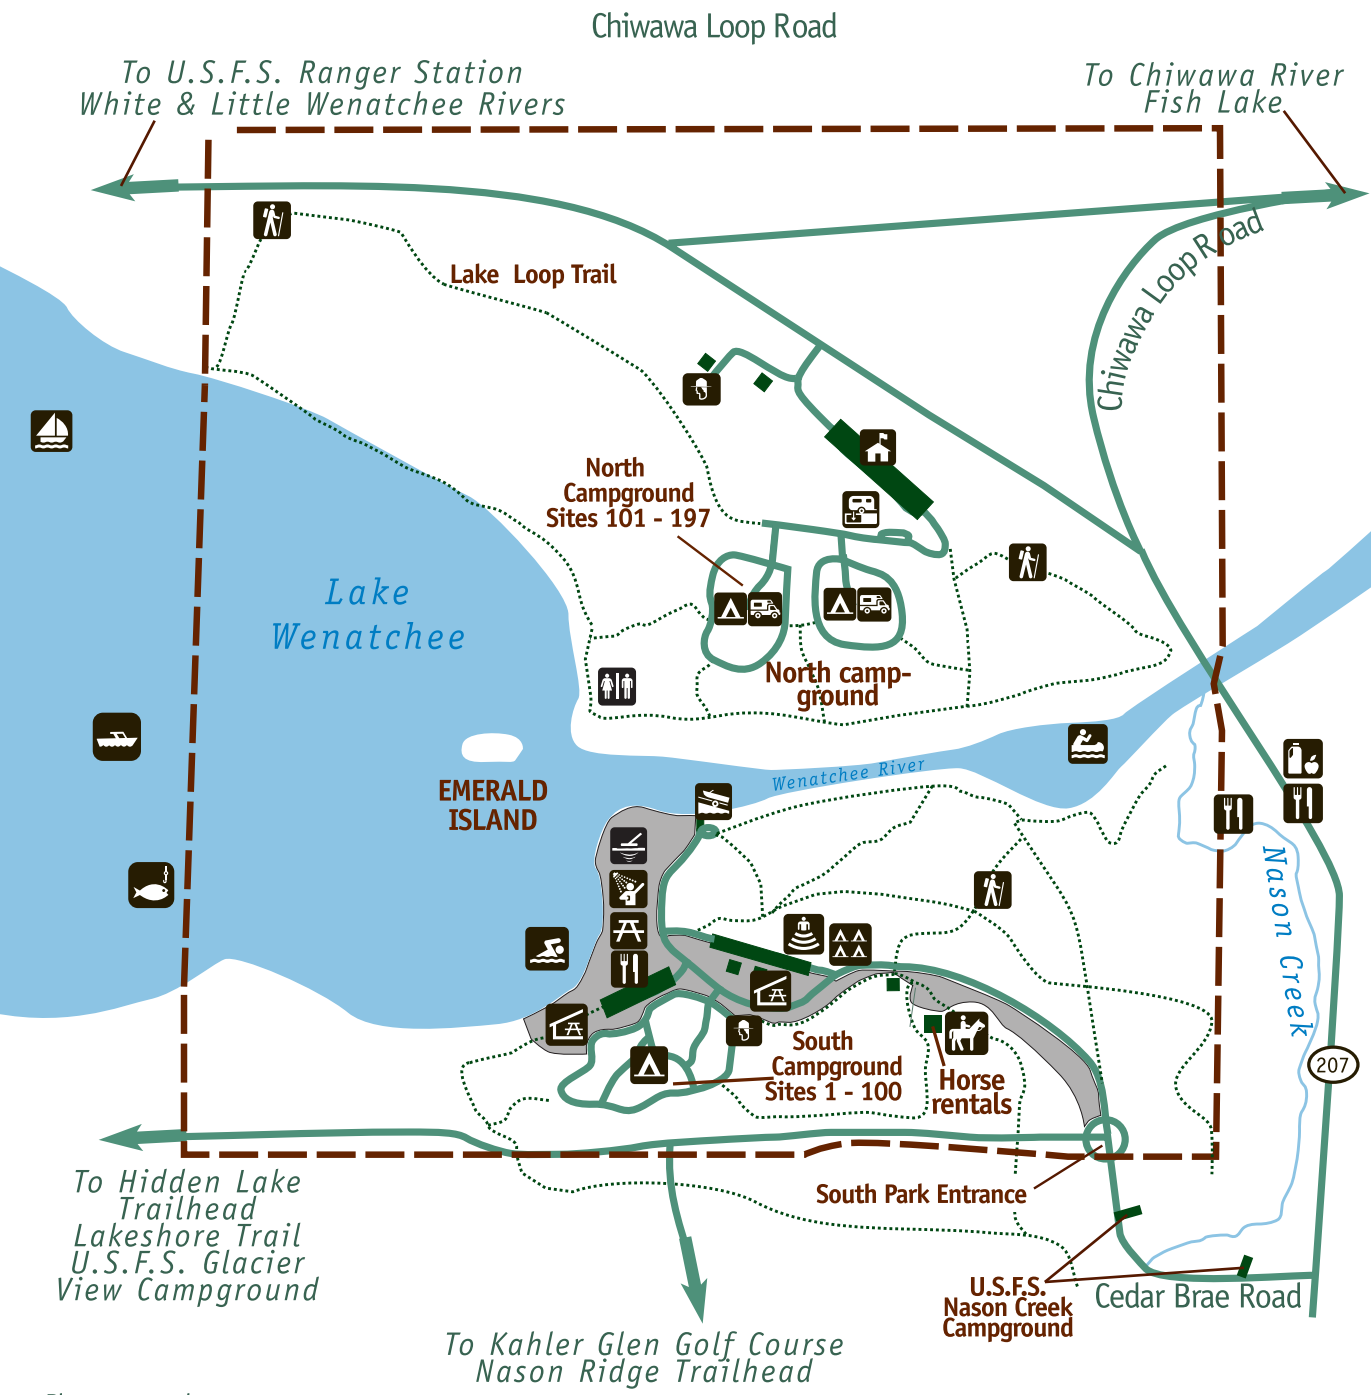 Chiwawa Loop Road
To U.S.F.S. Ranger Station
White & Little Wenatchee Rivers
To Chiwawa River
Fish Lake
Chiwawa Loop Road
Lake Loop Trail
North
Campground
Sites 101 - 197
Lake
Wenatchee
North camp-
ground
EMERALD
ISLAND
Wenatchee River
Nason Creek
South
Campground
Sites 1 - 100
Horse
rentals
207
To Hidden Lake
Trailhead
Lakeshore Trail
U.S.F.S. Glacier
View Campground
South Park Entrance
U.S.F.S.
Nason Creek
Campground
Cedar Brae Road
To Kahler Glen Golf Course
Nason Ridge Trailhead